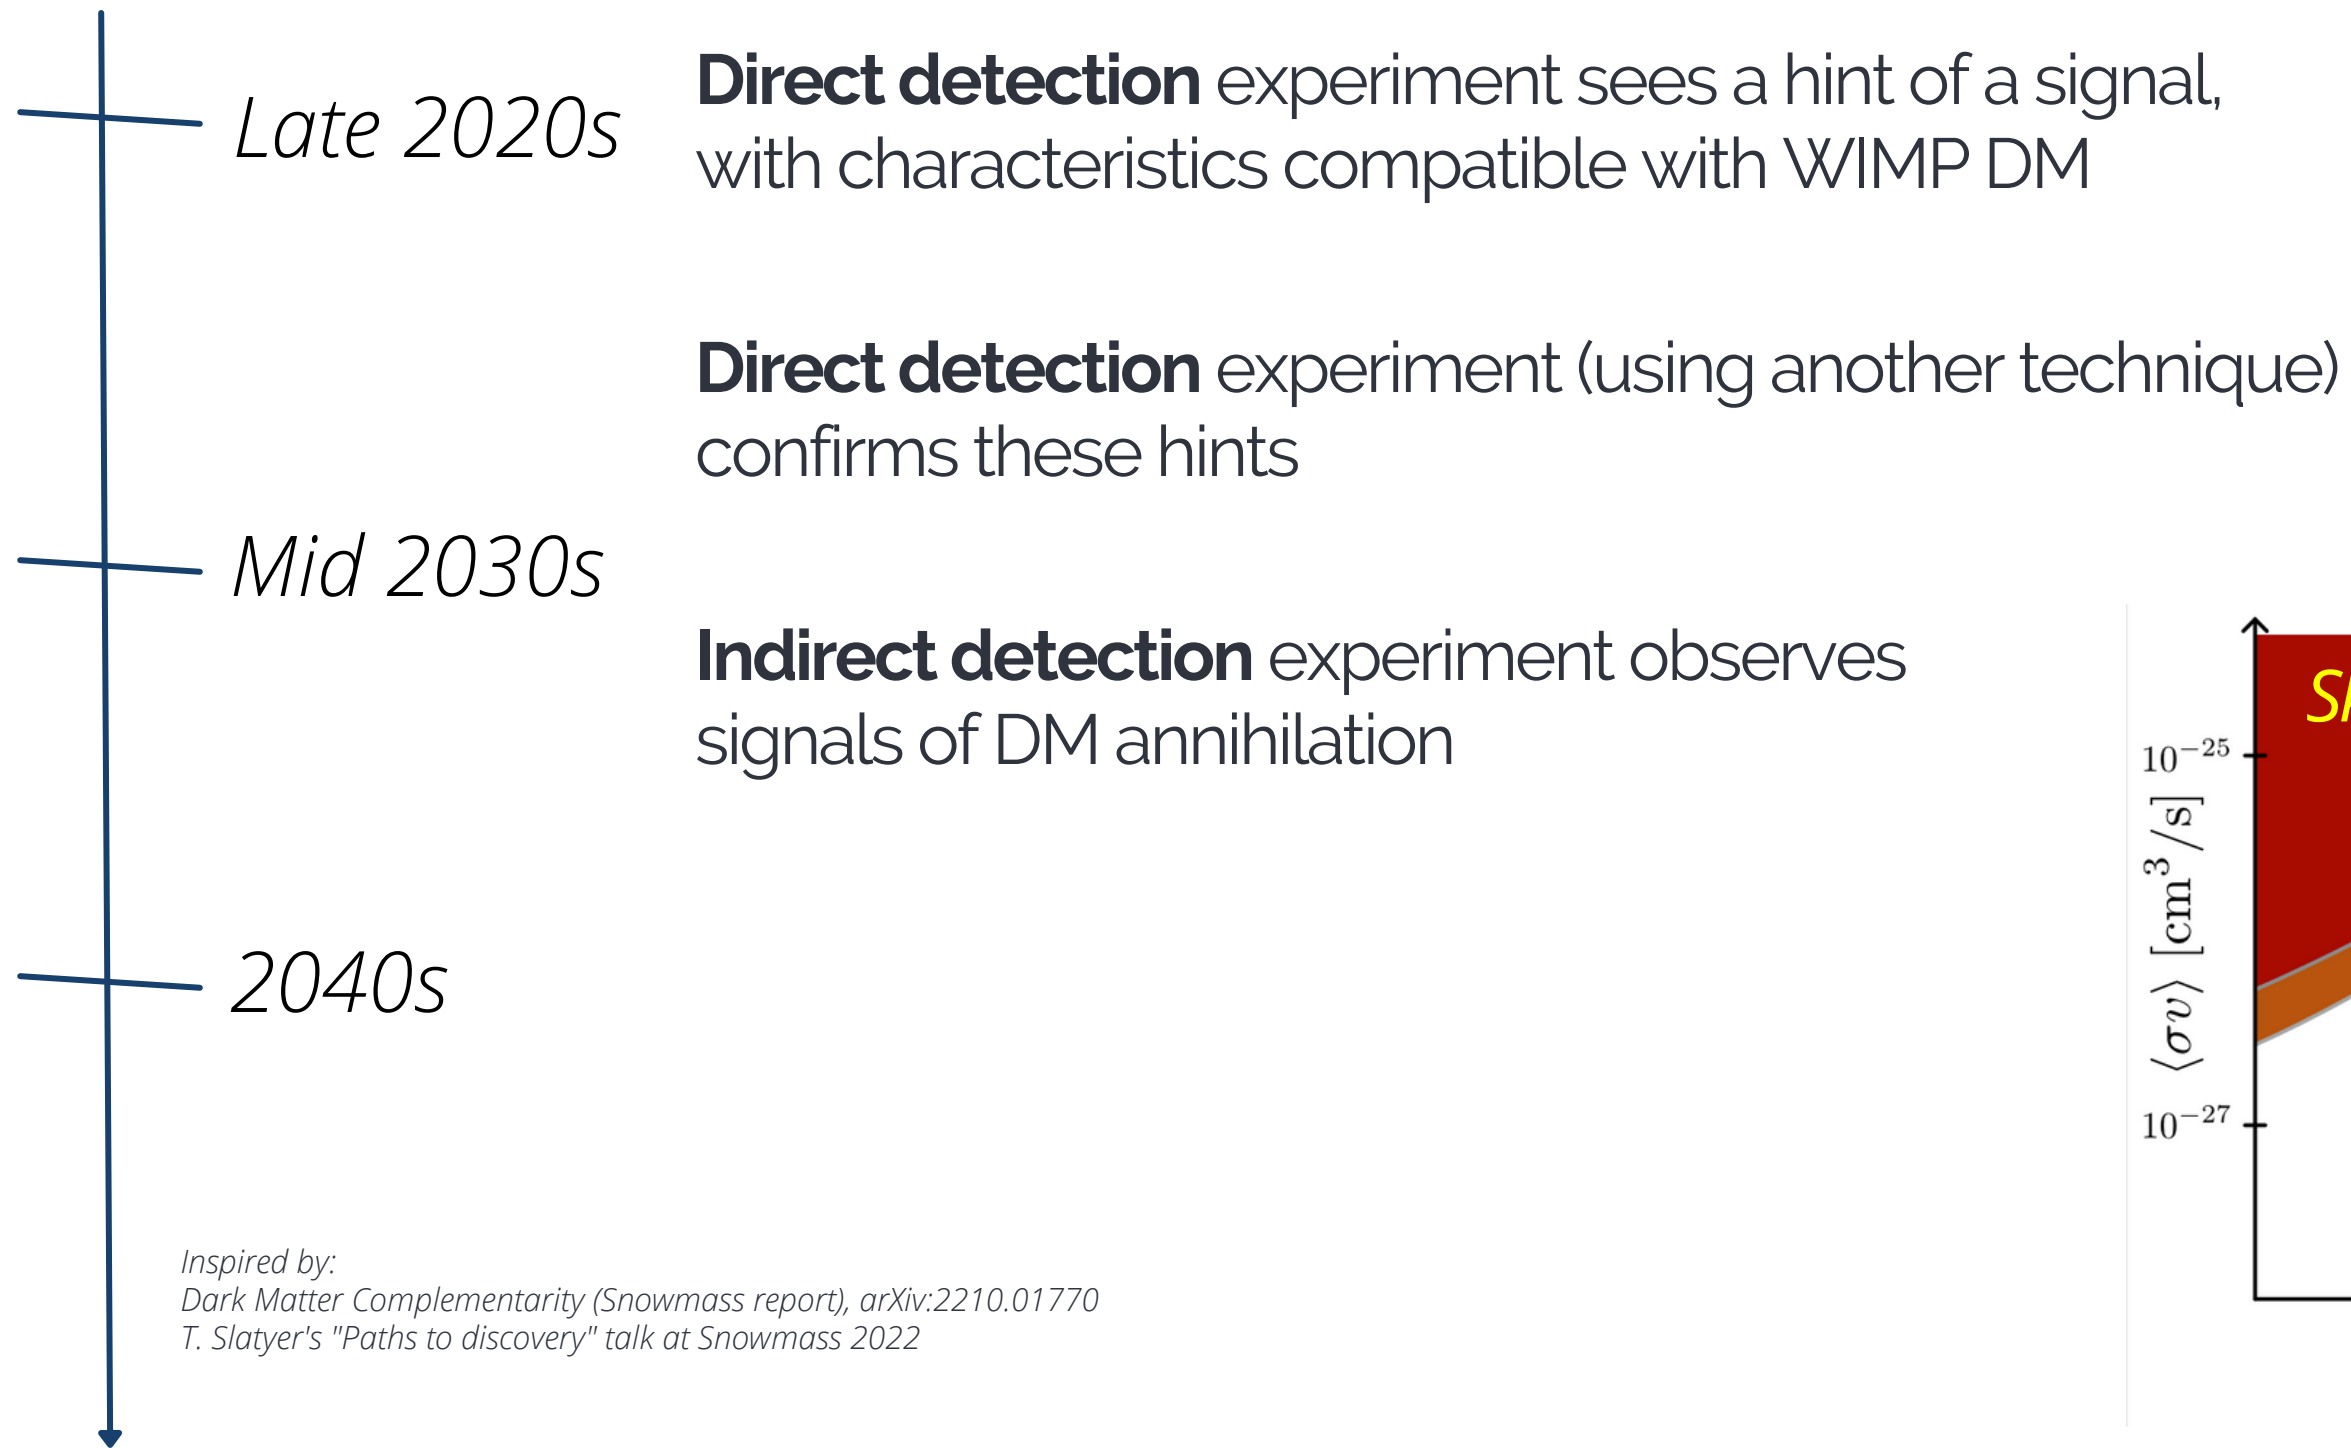 Late 2020s
Direct detection experiment sees a hint of a signal,
with characteristics compatible with WIMP DM
Direct detection experiment (using another technique)
confirms these hints
Mid 2030s
Indirect detection experiment observes
signals of DM annihilation
2040s
10⁻²⁵
⟨σv⟩ [cm³/s]
10⁻²⁷
Inspired by:
Dark Matter Complementarity (Snowmass report), arXiv:2210.01770
T. Slatyer's "Paths to discovery" talk at Snowmass 2022